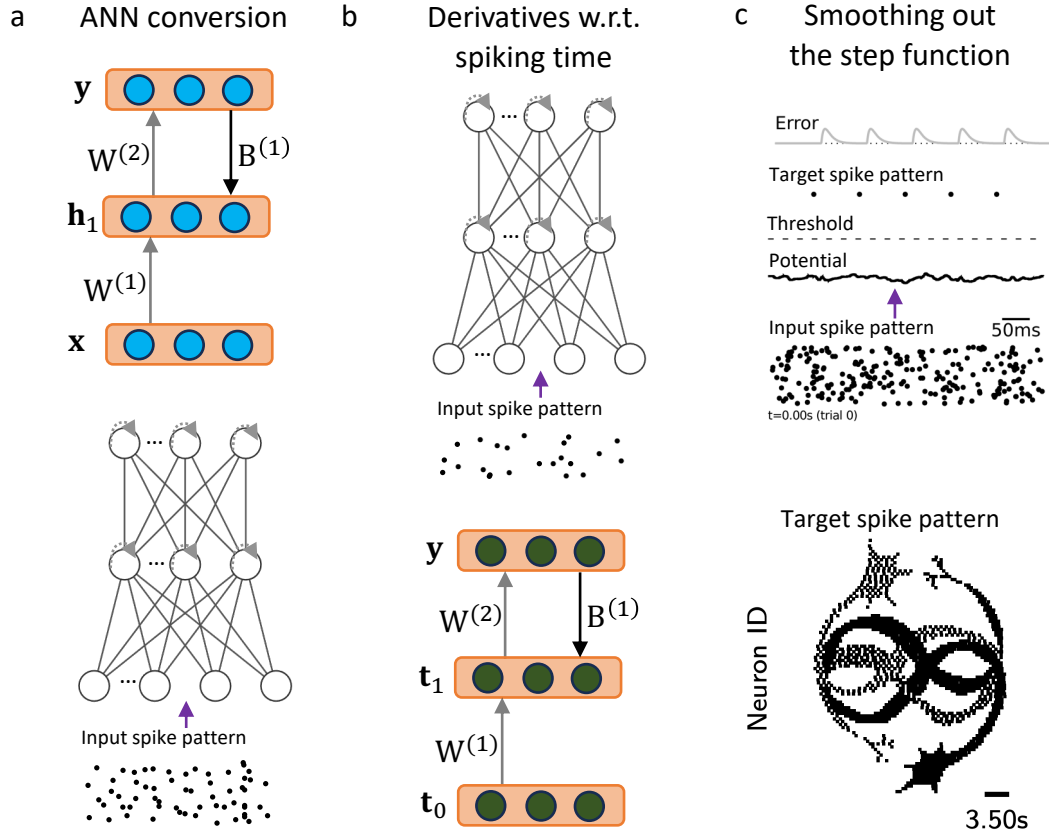 a
ANN conversion
y
W(2)
B(1)
h1
W(1)
x
...
...
...
Input spike pattern
b
Derivatives w.r.t.
spiking time
...
...
...
Input spike pattern
y
W(2)
B(1)
t1
W(1)
t0
c
Smoothing out
the step function
Error
Target spike pattern
Threshold
Potential
Input spike pattern
50ms
t=0.00s (trial 0)
Target spike pattern
Neuron ID
3.50s